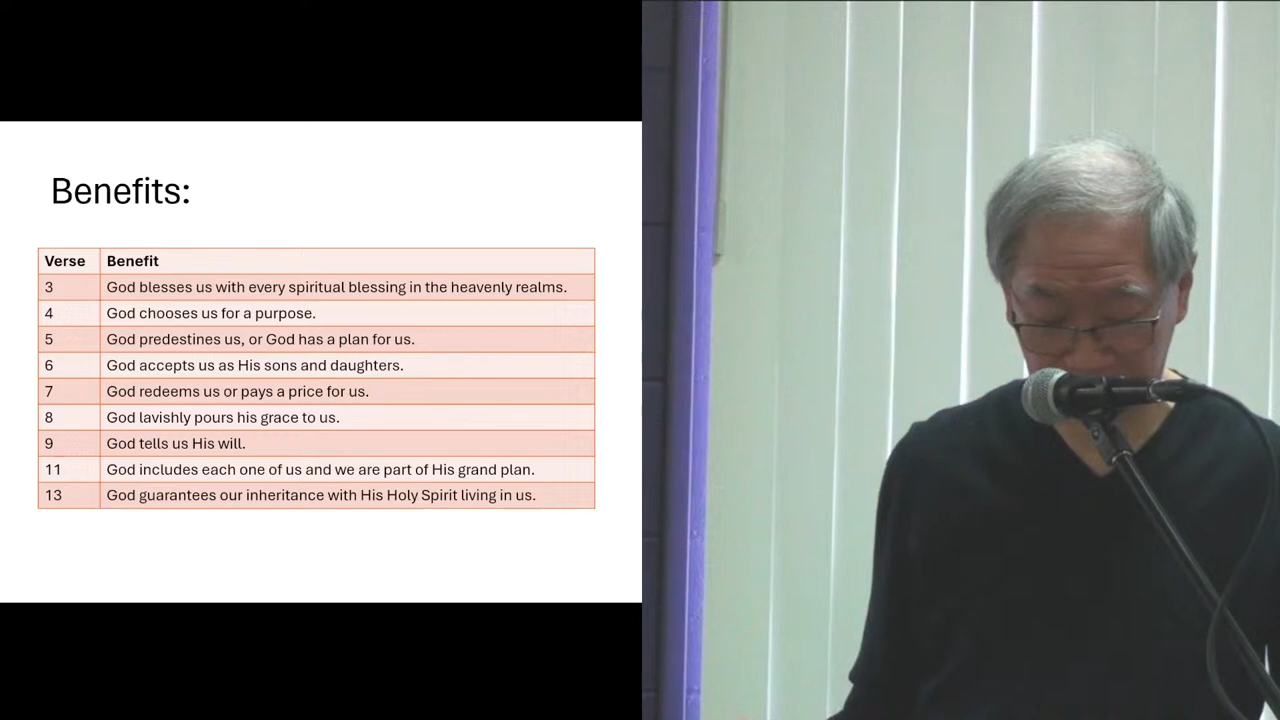 Benefits:
Verse Benefit
3 God blesses us with every spiritual blessing in the heavenly realms.
4 God chooses us for a purpose.
5 God predestines us, or God has a plan for us.
6 God accepts us as His sons and daughters.
7 God redeems us or pays a price for us.
8 God lavishly pours his grace to us.
9 God tells us His will.
11 God includes each one of us and we are part of His grand plan.
13 God guarantees our inheritance with His Holy Spirit living in us.